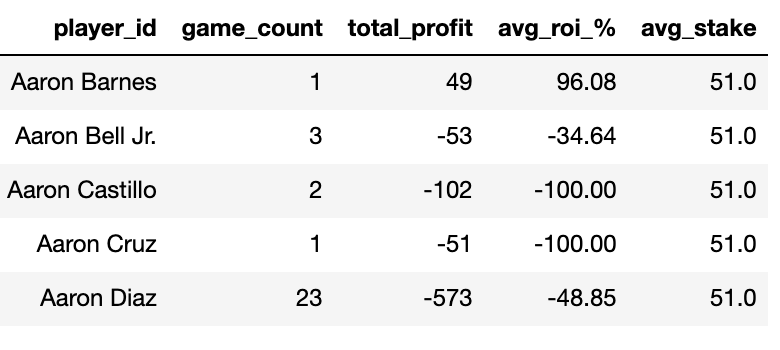 player_id game_count total_profit avg_roi_% avg_stake
Aaron Barnes 1 49 96.08 51.0
Aaron Bell Jr. 3 -53 -34.64 51.0
Aaron Castillo 2 -102 -100.00 51.0
Aaron Cruz 1 -51 -100.00 51.0
Aaron Diaz 23 -573 -48.85 51.0